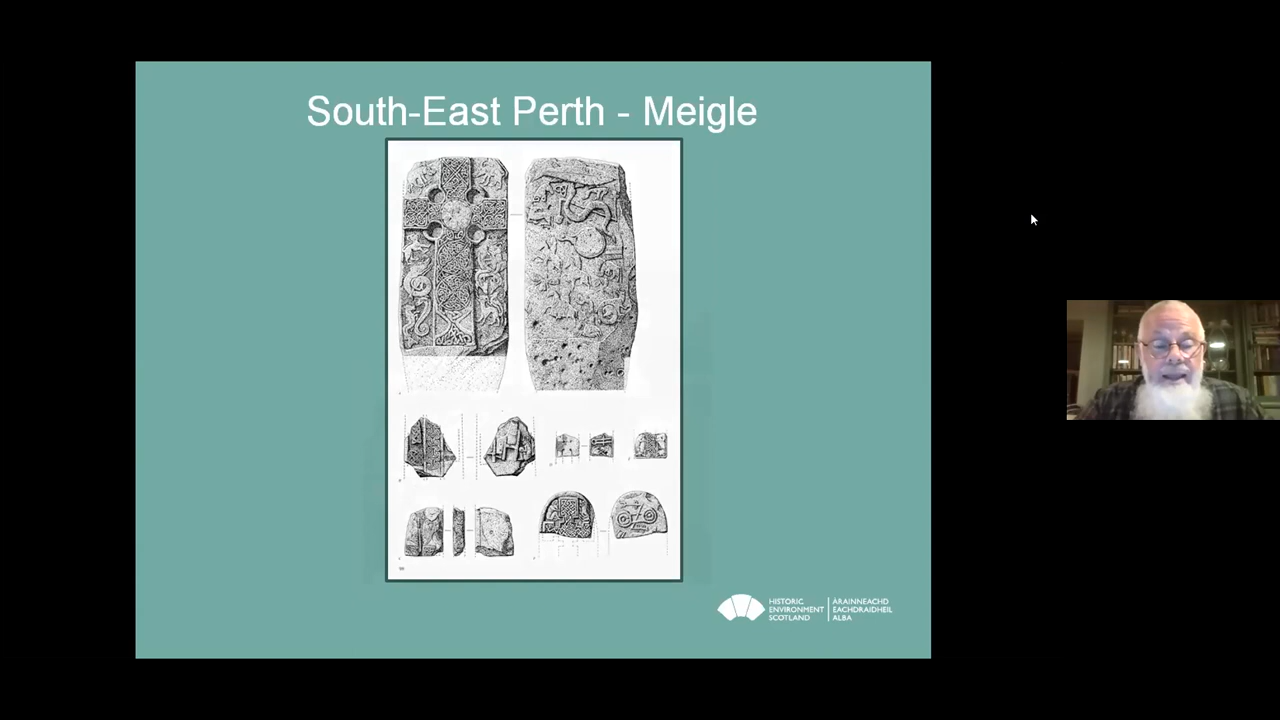 South-East Perth - Meigle
HISTORIC
ENVIRONMENT
SCOTLAND
ÀRAINNEACHD
EACHDRAIDHEIL
ALBA